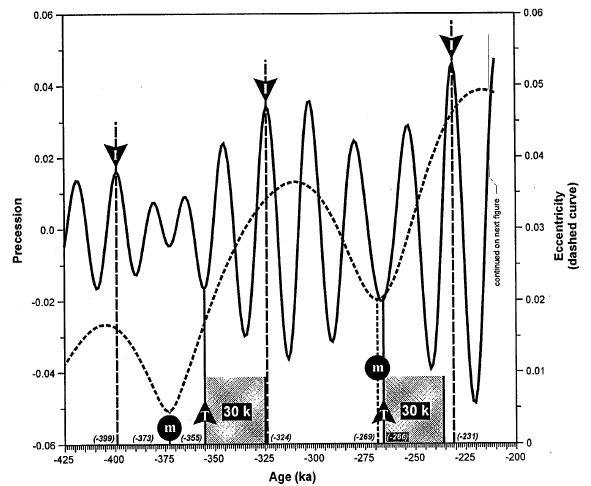 0.06
0.04
0.02
0.0
-0.02
-0.04
-0.06
Precession
0.06
0.05
0.04
0.03
0.02
0.01
0
Eccentricity
(dashed curve)
continued on next figure
T
T
T
m
m
T
30 k
T
30 k
(-399)
(-373)
(-355)
(-324)
(-269)
(-266)
(-231)
-425
-400
-375
-350
-325
-300
-275
-250
-225
-200
Age (ka)